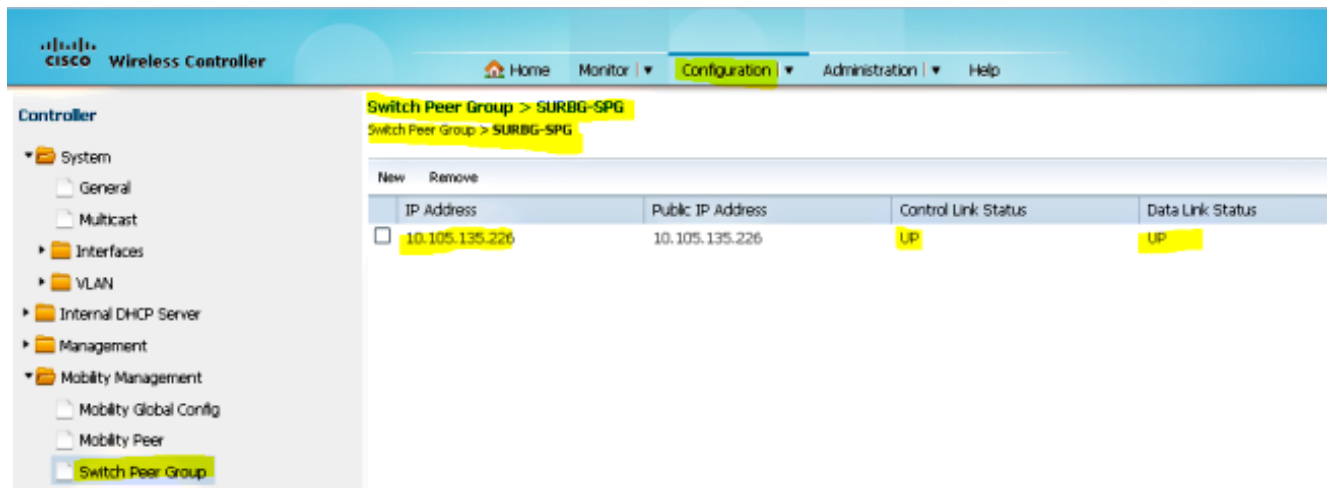 CISCO Wireless Controller
Home Monitor Configuration Administration Help
Controller
System
General
Multicast
Interfaces
VLAN
Internal DHCP Server
Management
Mobility Management
Mobility Global Config
Mobility Peer
Switch Peer Group
Switch Peer Group > SURBG-SPG
Switch Peer Group > SURBG-SPG
New Remove
IP Address Public IP Address Control Link Status Data Link Status
10.105.135.226 10.105.135.226 UP UP